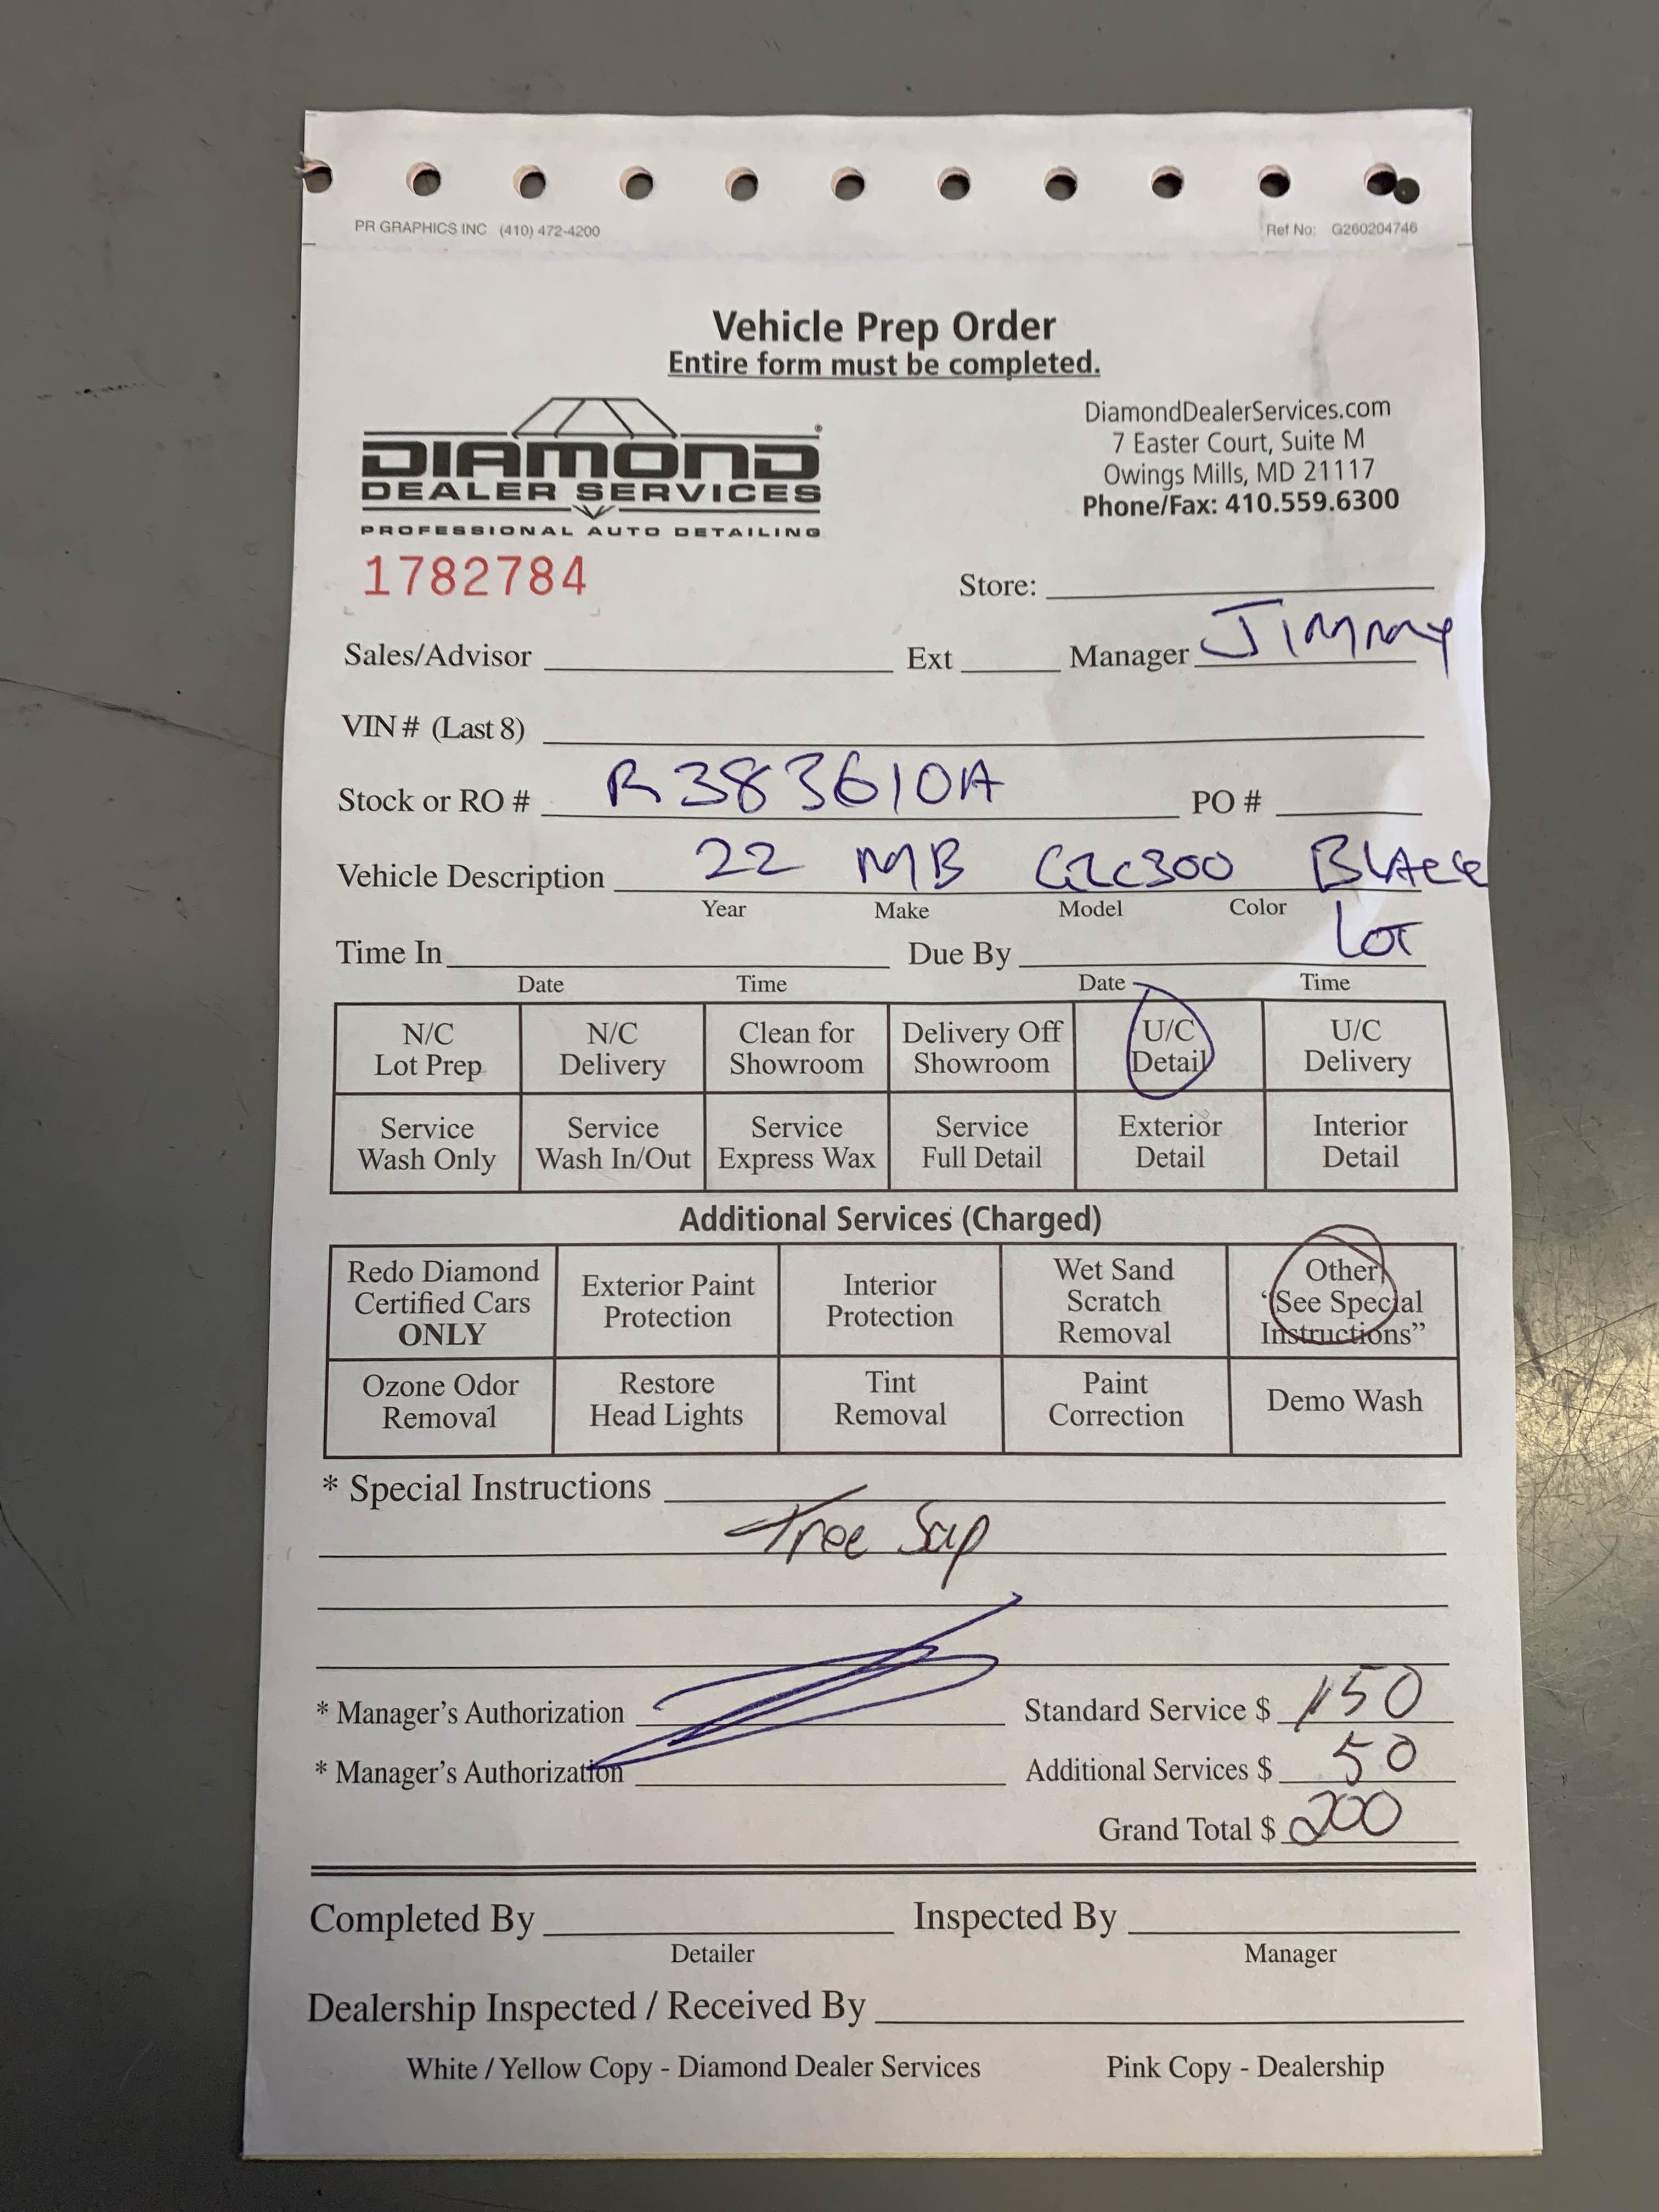 PR GRAPHICS INC (410) 472-4200 Ref No: G260204746
Vehicle Prep Order
Entire form must be completed.
DIAMOND
DEALER SERVICES
PROFESSIONAL AUTO DETAILING
DiamondDealerServices.com
7 Easter Court, Suite M
Owings Mills, MD 21117
Phone/Fax: 410.559.6300
1782784
Store:
Sales/Advisor Ext Manager Jimmy
VIN # (Last 8)
Stock or RO # R383610A PO #
Vehicle Description 22 MB GLC300 Black
Year Make Model Color
Lot
Time In Due By
Date Time Date Time
N/C Lot Prep N/C Delivery Clean for Showroom Delivery Off Showroom U/C Detail U/C Delivery
Service Wash Only Service Wash In/Out Service Express Wax Service Full Detail Exterior Detail Interior Detail
Additional Services (Charged)
Redo Diamond Certified Cars ONLY Exterior Paint Protection Interior Protection Wet Sand Scratch Removal Other "See Special Instructions"
Ozone Odor Removal Restore Head Lights Tint Removal Paint Correction Demo Wash
* Special Instructions
Tree Sap
* Manager's Authorization Standard Service $ 150
* Manager's Authorization Additional Services $ 50
Grand Total $ 200
Completed By Inspected By
Detailer Manager
Dealership Inspected / Received By
White / Yellow Copy - Diamond Dealer Services Pink Copy - Dealership